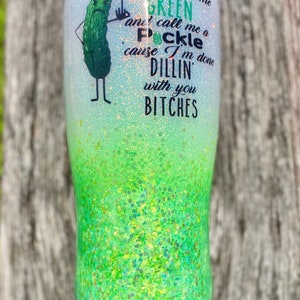 GREEN
and call me a
Pickle
'cause I'm done
DILLIN'
with you
BITCHES